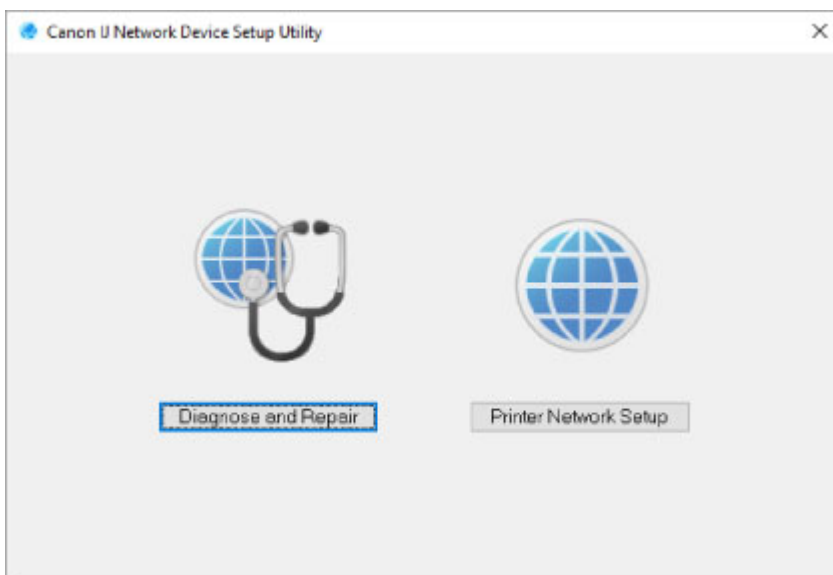 Canon IJ Network Device Setup Utility
Diagnose and Repair
Printer Network Setup